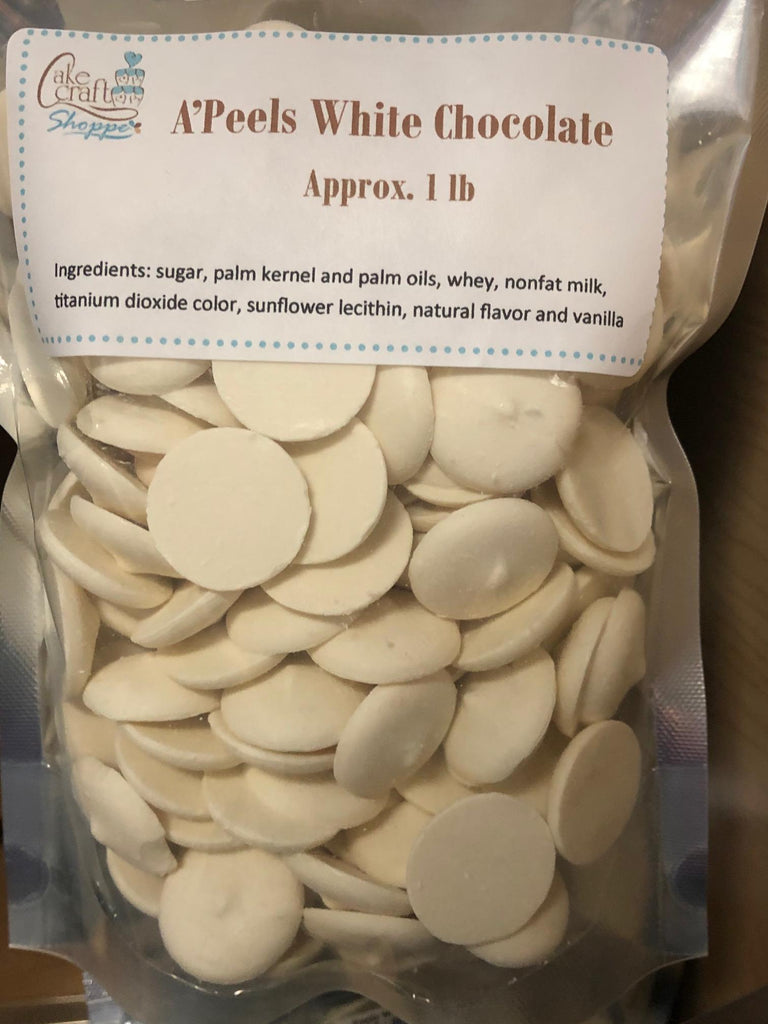 Cake
Craft
Shoppe
A'Peels White Chocolate
Approx. 1 lb
Ingredients: sugar, palm kernel and palm oils, whey, nonfat milk,
titanium dioxide color, sunflower lecithin, natural flavor and vanilla